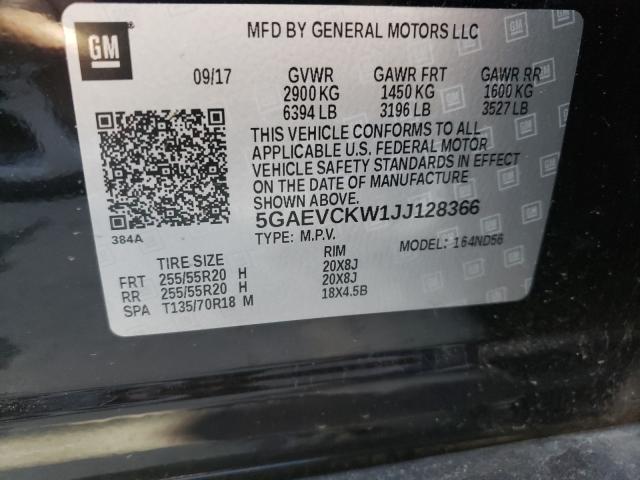 GM
MFD BY GENERAL MOTORS LLC
09/17 GVWR GAWR FRT GAWR RR
2900 KG 1450 KG 1600 KG
6394 LB 3196 LB 3527 LB
THIS VEHICLE CONFORMS TO ALL
APPLICABLE U.S. FEDERAL MOTOR
VEHICLE SAFETY STANDARDS IN EFFECT
ON THE DATE OF MANUFACTURE
SHOWN ABOVE.
384A
5GAEVCKW1JJ128366
TYPE: M.P.V. MODEL: 164ND56
TIRE SIZE RIM
FRT 255/55R20 H 20X8J
RR 255/55R20 H 20X8J
SPA T135/70R18 M 18X4.5B